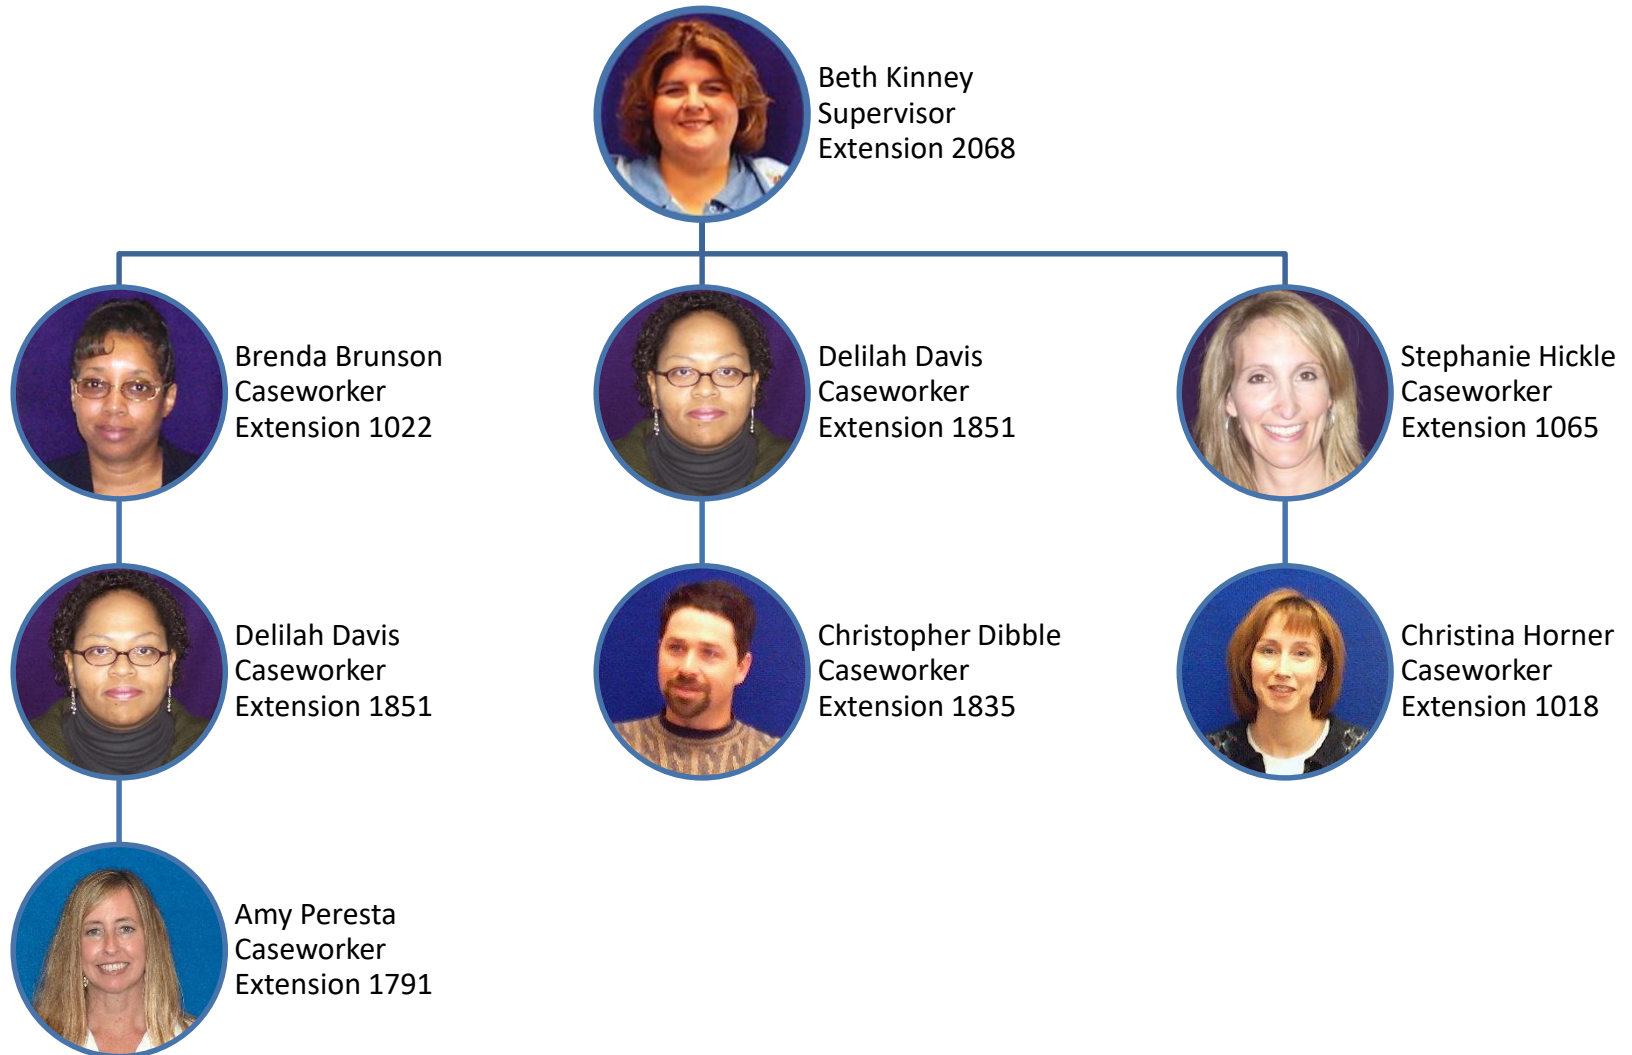 Beth Kinney
Supervisor
Extension 2068
Brenda Brunson
Caseworker
Extension 1022
Delilah Davis
Caseworker
Extension 1851
Stephanie Hickle
Caseworker
Extension 1065
Delilah Davis
Caseworker
Extension 1851
Christopher Dibble
Caseworker
Extension 1835
Christina Horner
Caseworker
Extension 1018
Amy Peresta
Caseworker
Extension 1791